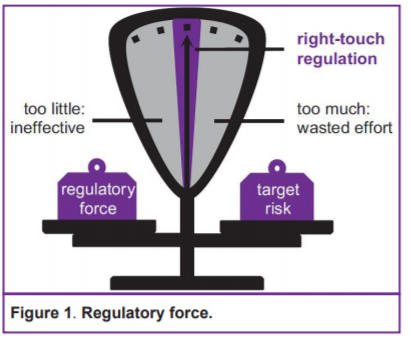 right-touch
regulation
too little:
ineffective
too much:
wasted effort
regulatory
force
target
risk
Figure 1. Regulatory force.